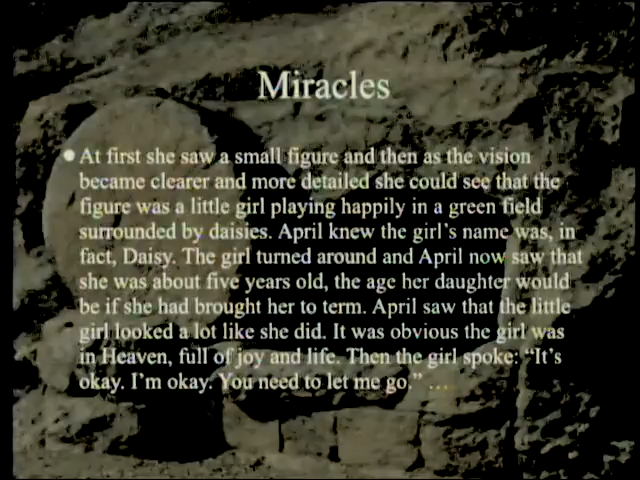 Miracles
• At first she saw a small figure and then as the vision
became clearer and more detailed she could see that the
figure was a little girl playing happily in a green field
surrounded by daisies. April knew the girl's name was, in
fact, Daisy. The girl turned around and April now saw that
she was about five years old, the age her daughter would
be if she had brought her to term. April saw that the little
girl looked a lot like she did. It was obvious the girl was
in Heaven, full of joy and life. Then the girl spoke: “It's
okay. I'm okay. You need to let me go.” …